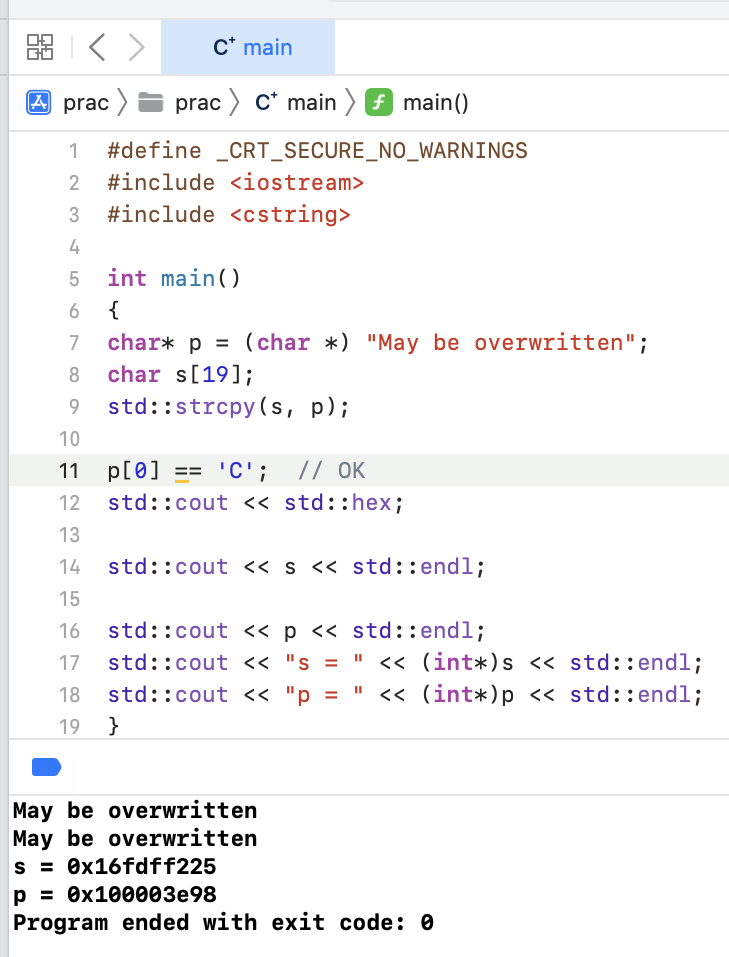 C+ main
prac prac C+ main f main()
1 #define _CRT_SECURE_NO_WARNINGS
2 #include <iostream>
3 #include <cstring>
4
5 int main()
6 {
7 char* p = (char *) "May be overwritten";
8 char s[19];
9 std::strcpy(s, p);
10
11 p[0] == 'C';  // OK
12 std::cout << std::hex;
13
14 std::cout << s << std::endl;
15
16 std::cout << p << std::endl;
17 std::cout << "s = " << (int*)s << std::endl;
18 std::cout << "p = " << (int*)p << std::endl;
19 }
May be overwritten
May be overwritten
s = 0x16fdff225
p = 0x100003e98
Program ended with exit code: 0